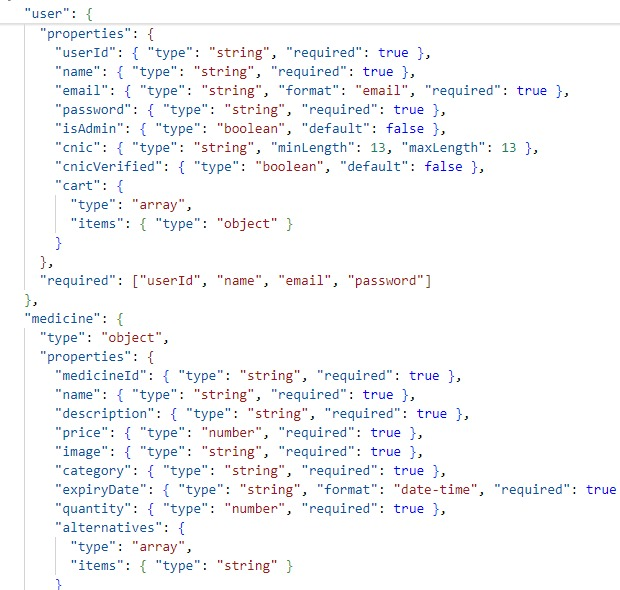 "user": {
"properties": {
"userId": { "type": "string", "required": true },
"name": { "type": "string", "required": true },
"email": { "type": "string", "format": "email", "required": true },
"password": { "type": "string", "required": true },
"isAdmin": { "type": "boolean", "default": false },
"cnic": { "type": "string", "minLength": 13, "maxLength": 13 },
"cnicVerified": { "type": "boolean", "default": false },
"cart": {
"type": "array",
"items": { "type": "object" }
}
},
"required": ["userId", "name", "email", "password"]
},
"medicine": {
"type": "object",
"properties": {
"medicineId": { "type": "string", "required": true },
"name": { "type": "string", "required": true },
"description": { "type": "string", "required": true },
"price": { "type": "number", "required": true },
"image": { "type": "string", "required": true },
"category": { "type": "string", "required": true },
"expiryDate": { "type": "string", "format": "date-time", "required": true
"quantity": { "type": "number", "required": true },
"alternatives": {
"type": "array",
"items": { "type": "string" }
}